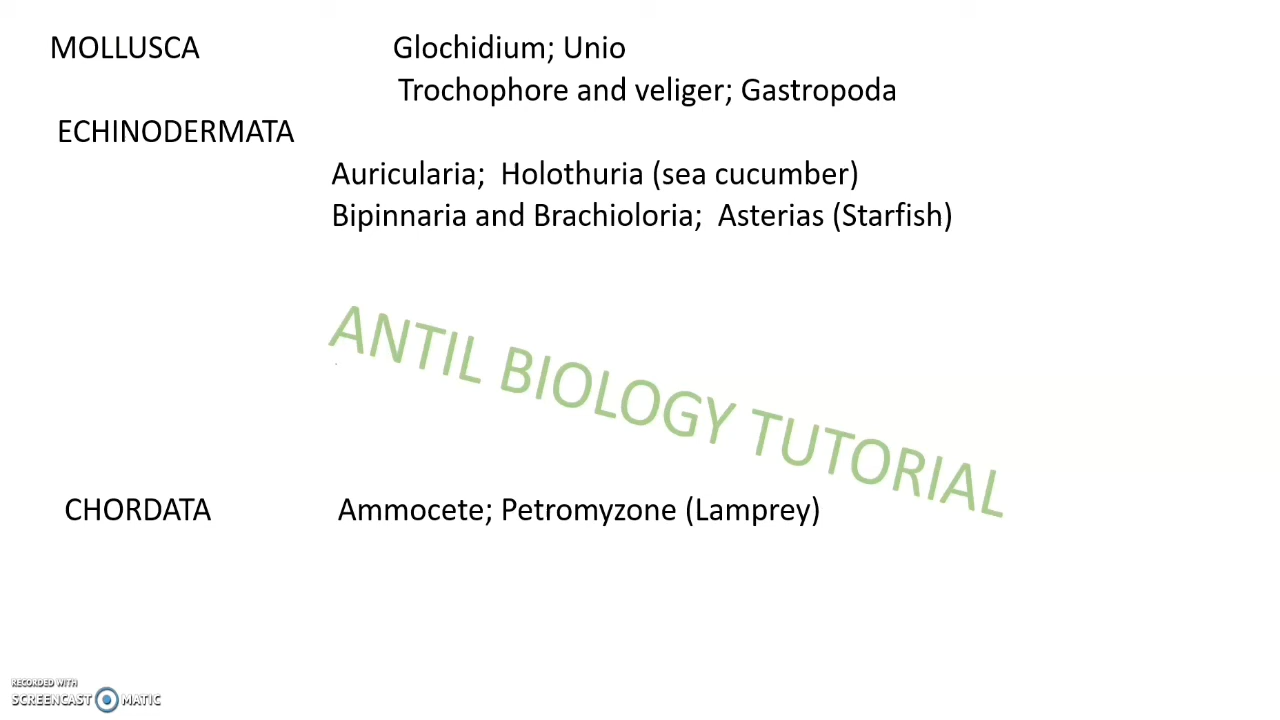 MOLLUSCA Glochidium; Unio
Trochophore and veliger; Gastropoda
ECHINODERMATA
Auricularia; Holothuria (sea cucumber)
Bipinnaria and Brachioloria; Asterias (Starfish)
ANTIL BIOLOGY TUTORIAL
CHORDATA Ammocete; Petromyzone (Lamprey)
RECORDED WITH
SCREENCAST MATIC